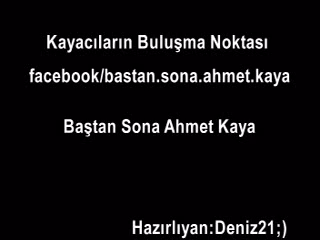 Kayacıların Buluşma Noktası
facebook/bastan.sona.ahmet.kaya
Baştan Sona Ahmet Kaya
Hazırlıyan:Deniz21;)